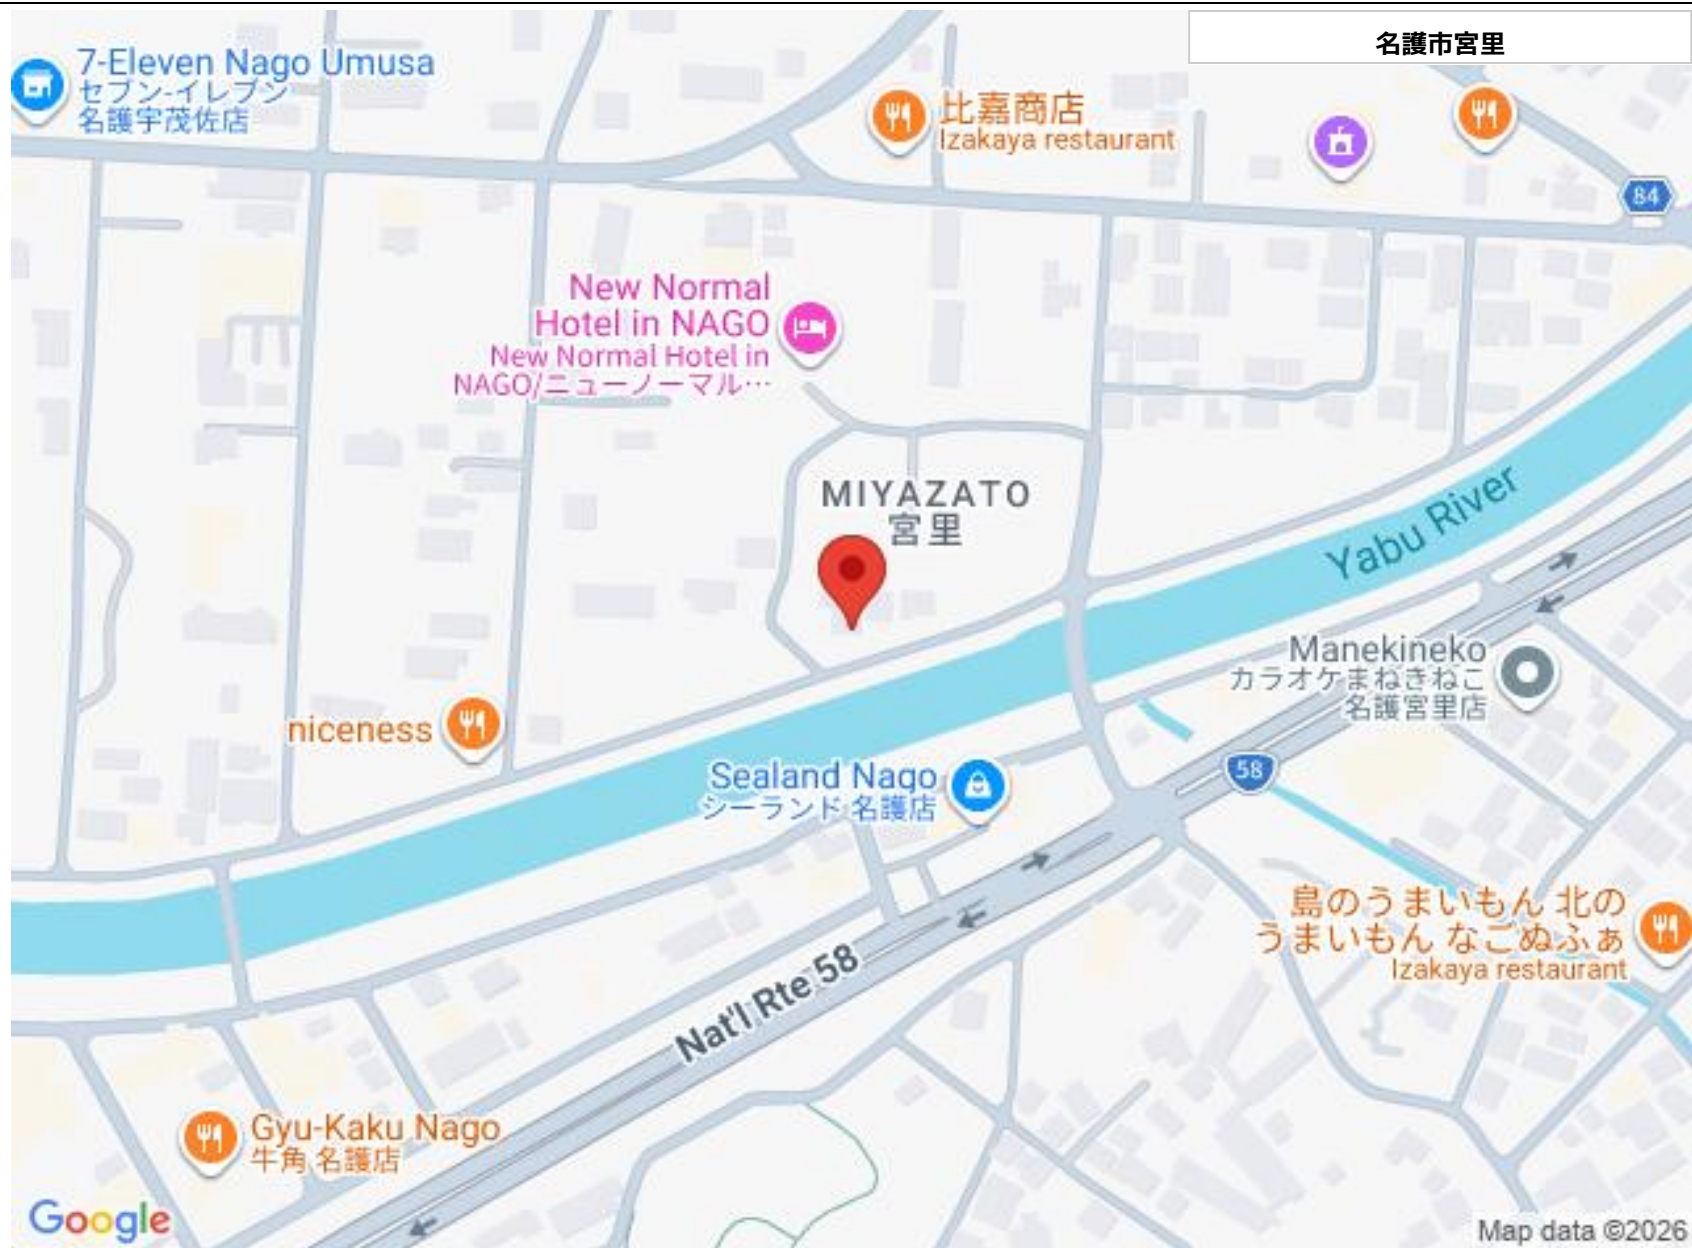 名護市宮里
7-Eleven Nago Umusa
セブン-イレブン
名護宇茂佐店
比嘉商店
Izakaya restaurant
84
New Normal
Hotel in NAGO
New Normal Hotel in
NAGO/ニューノーマル…
MIYAZATO
宮里
Yabu River
Manekineko
カラオケまねきねこ
名護宮里店
niceness
Sealand Nago
シーランド 名護店
58
島のうまいもん 北の
うまいもん なごぬふぁ
Izakaya restaurant
Nat'l Rte 58
Gyu-Kaku Nago
牛角 名護店
Google
Map data ©2026